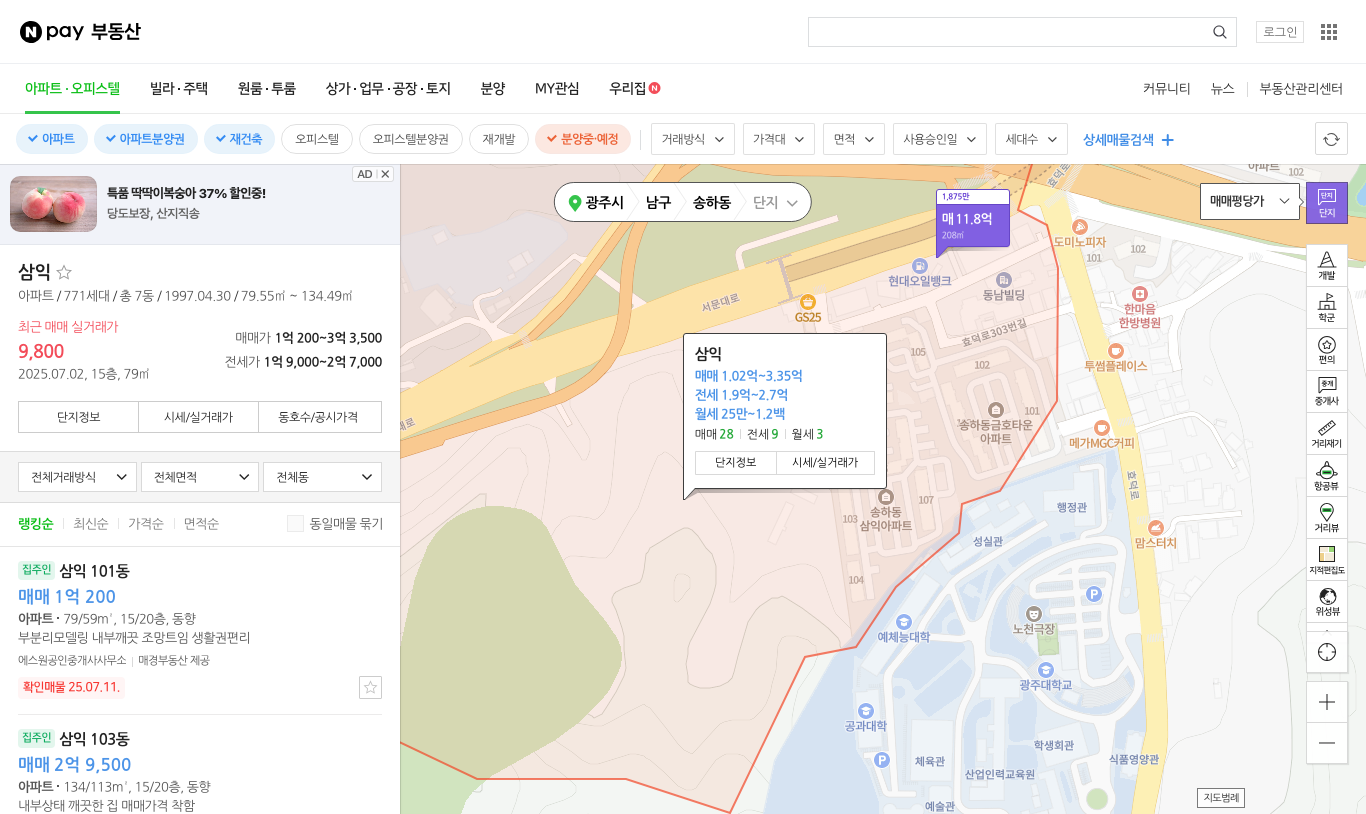 N pay 부동산
로그인
아파트·오피스텔 빌라·주택 원룸·투룸 상가·업무·공장·토지 분양 MY관심 우리집 N
커뮤니티 뉴스 부동산관리센터
아파트 아파트분양권 재건축 오피스텔 오피스텔분양권 재개발 분양중·예정
거래방식 가격대 면적 사용승인일 세대수 상세매물검색
AD
특품 딱딱이복숭아 37% 할인중!
당도보장, 산지직송
삼익
아파트 / 771세대 / 총 7동 / 1997.04.30 / 79.55㎡ ~ 134.49㎡
최근 매매 실거래가
9,800
2025.07.02, 15층, 79㎡
매매가 1억 200~3억 3,500
전세가 1억 9,000~2억 7,000
단지정보 시세/실거래가 동호수/공시가격
전체거래방식 전체면적 전체동
랭킹순 최신순 가격순 면적순 동일매물 묶기
집주인 삼익 101동
매매 1억 200
아파트 · 79/59㎡, 15/20층, 동향
부분리모델링 내부깨끗 조망트임 생활권편리
에스원공인중개사사무소 매경부동산 제공
확인매물 25.07.11.
집주인 삼익 103동
매매 2억 9,500
아파트 · 134/113㎡, 15/20층, 동향
내부상태 깨끗한 집 매매가격 착함
광주시 남구 송하동 단지
1,875만
매 11.8억
208㎡
매매평당가
단지
단지
아파트
102
효덕로
도미노피자
101
102
현대오일뱅크
동남빌딩
서문대로
GS25
한마음
한방병원
효덕로303번길
105
102
투썸플레이스
삼익
매매 1.02억~3.35억
전세 1.9억~2.7억
월세 25만~1.2백
매매 28 전세 9 월세 3
단지정보 시세/실거래가
101
송하동금호타운
아파트
메가MGC커피
대로
효덕로
송하동
삼익아파트
103
107
104
행정관
성실관
맘스터치
P
노천극장
예체능대학
광주대학교
공과대학
P
체육관
학생회관
산업인력교육원
식품영양관
예술관
개발
학군
편의
중개
중개사
거리재기
항공뷰
거리뷰
지적편집도
위성뷰
지도범례